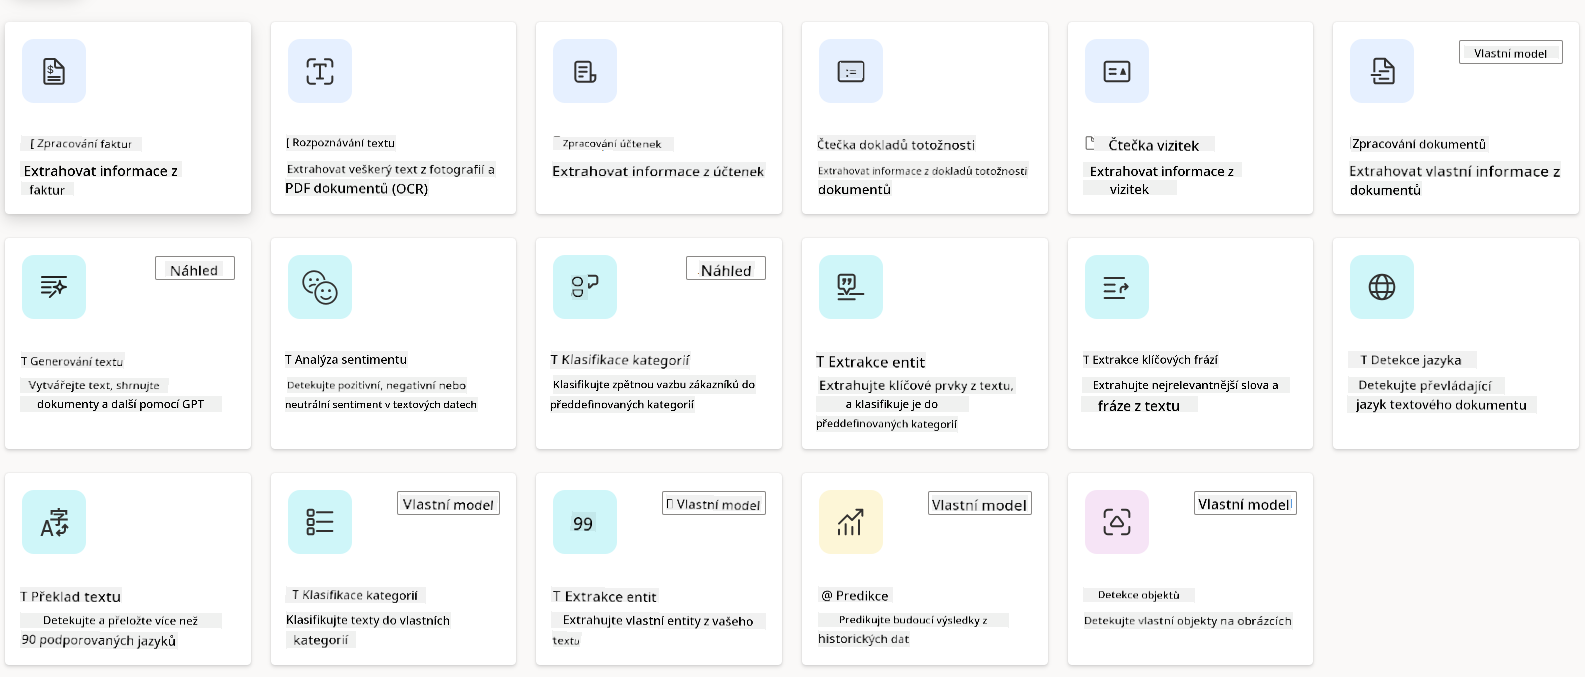 [ Zpracování faktur
Extrahovat informace z
faktur
[ Rozpoznávání textu
Extrahovat veškerý text z fotografií a
PDF dokumentů (OCR)
Zpracování účtenek
Extrahovat informace z účtenek
Čtečka dokladů totožnosti
Extrahovat informace z dokladů totožnosti
dokumentů
Čtečka vizitek
Extrahovat informace z
vizitek
Vlastní model
Zpracování dokumentů
Extrahovat vlastní informace z
dokumentů
Náhled
T Generování textu
Vytvářejte text, shrnujte
dokumenty a další pomocí GPT
T Analýza sentimentu
Detekujte pozitivní, negativní nebo
neutrální sentiment v textových datech
Náhled
T Klasifikace kategorií
Klasifikujte zpětnou vazbu zákazníků do
předdefinovaných kategorií
T Extrakce entit
Extrahujte klíčové prvky z textu,
a klasifikuje je do
předdefinovaných kategorií
T Extrakce klíčových frází
Extrahujte nejrelevantnější slova a
fráze z textu
T Detekce jazyka
Detekujte převládající
jazyk textového dokumentu
T Překlad textu
Detekujte a přeložte více než
90 podporovaných jazyků
Vlastní model
T Klasifikace kategorií
Klasifikujte texty do vlastních
kategorií
Vlastní model
99
T Extrakce entit
Extrahujte vlastní entity z vašeho
textu
Vlastní model
@ Predikce
Predikujte budoucí výsledky z
historických dat
Vlastní model
Detekce objektů
Detekujte vlastní objekty na obrázcích